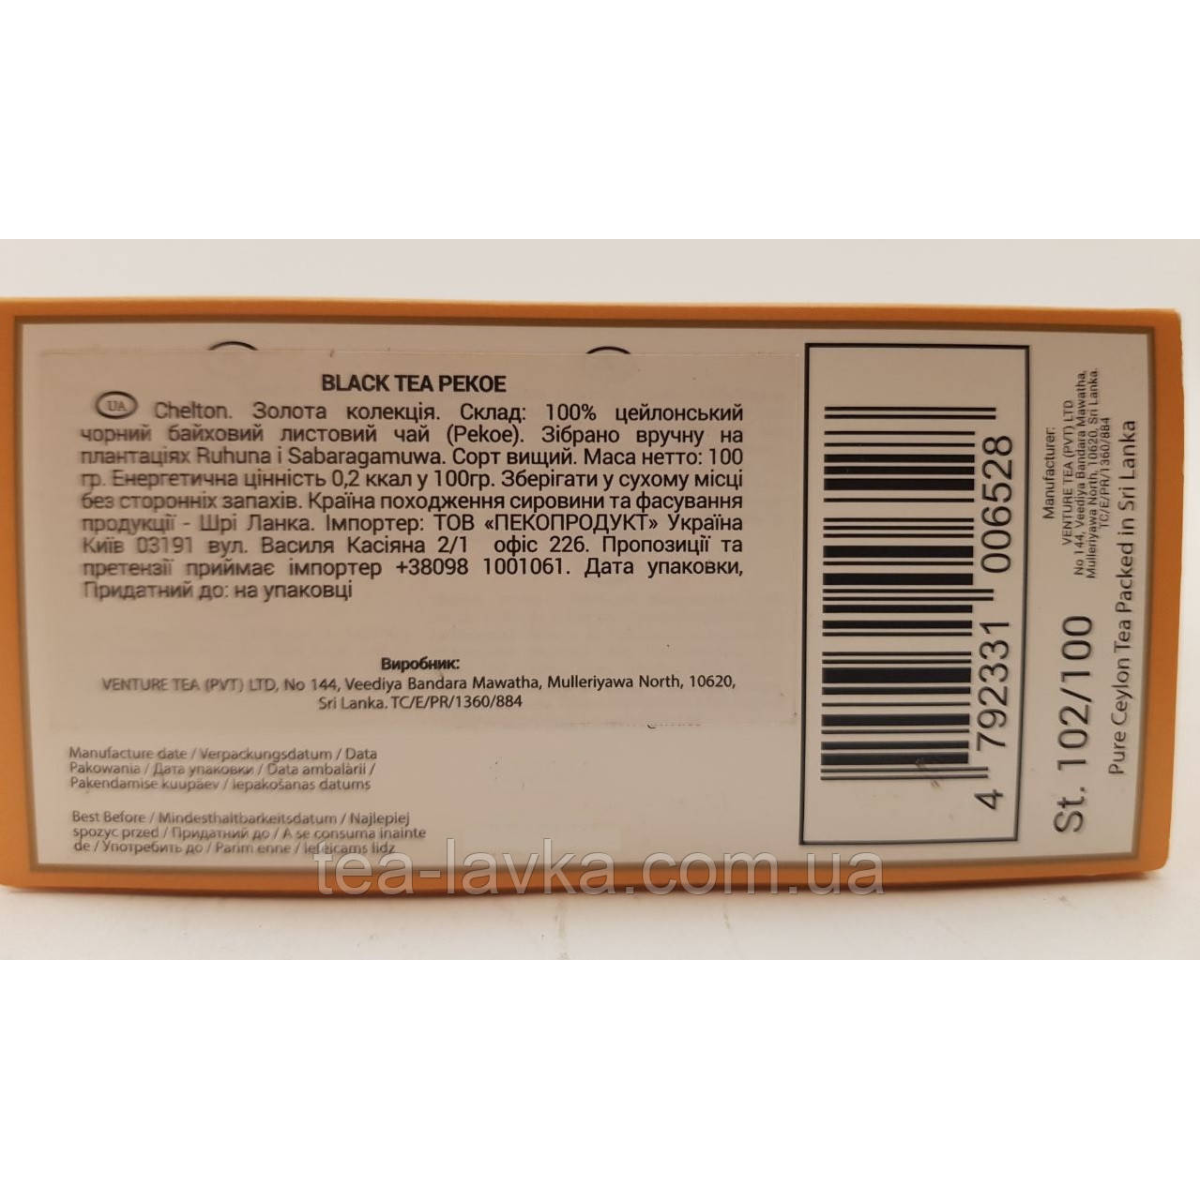 BLACK TEA PEKOE
UA Chelton. Золота колекція. Склад: 100% цейлонський
чорний байховий листовий чай (Pekoe). Зібрано вручну на
плантаціях Ruhuna і Sabaragamuwa. Сорт вищий. Маса нетто: 100
гр. Енергетична цінність 0,2 ккал у 100гр. Зберігати у сухому місці
без сторонніх запахів. Країна походження сировини та фасування
продукції - Шрі Ланка. Імпортер: ТОВ «ПЕКОПРОДУКТ» Україна
Київ 03191 вул. Василя Касіяна 2/1 офіс 226. Пропозиції та
претензії приймає імпортер +38098 1001061. Дата упаковки,
Придатний до: на упаковці
Виробник:
VENTURE TEA (PVT) LTD, No 144, Veediya Bandara Mawatha, Mulleriyawa North, 10620,
Sri Lanka. TC/E/PR/1360/884
Manufacture date / Verpackungsdatum / Data
Pakowania / Дата упаковки / Data ambalării /
Pakendamise kuupäev / Iepakošanas datums
Best Before / Mindesthaltbarkeitsdatum / Najlepiej
spozyc przed / Придатний до / A se consuma inainte
de / Употребить до / Parim enne / Ieteicams lidz
4 792331 006528
St. 102/100
Manufacturer:
VENTURE TEA (PVT) LTD
No 144, Veediya Bandara Mawatha,
Mulleriyawa North, 10620, Sri Lanka.
TC/E/PR/1360/884
Pure Ceylon Tea Packed in Sri Lanka
tea-lavka.com.ua